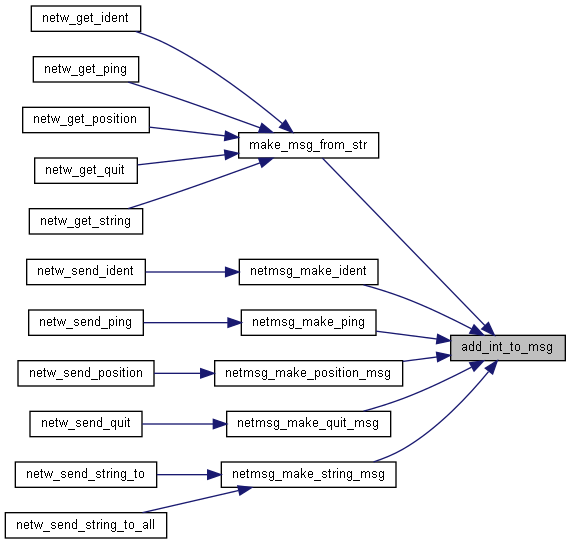 netw_get_ident
netw_get_ping
netw_get_position
make_msg_from_str
netw_get_quit
netw_get_string
netw_send_ident
netmsg_make_ident
netw_send_ping
netmsg_make_ping
add_int_to_msg
netw_send_position
netmsg_make_position_msg
netw_send_quit
netmsg_make_quit_msg
netw_send_string_to
netmsg_make_string_msg
netw_send_string_to_all